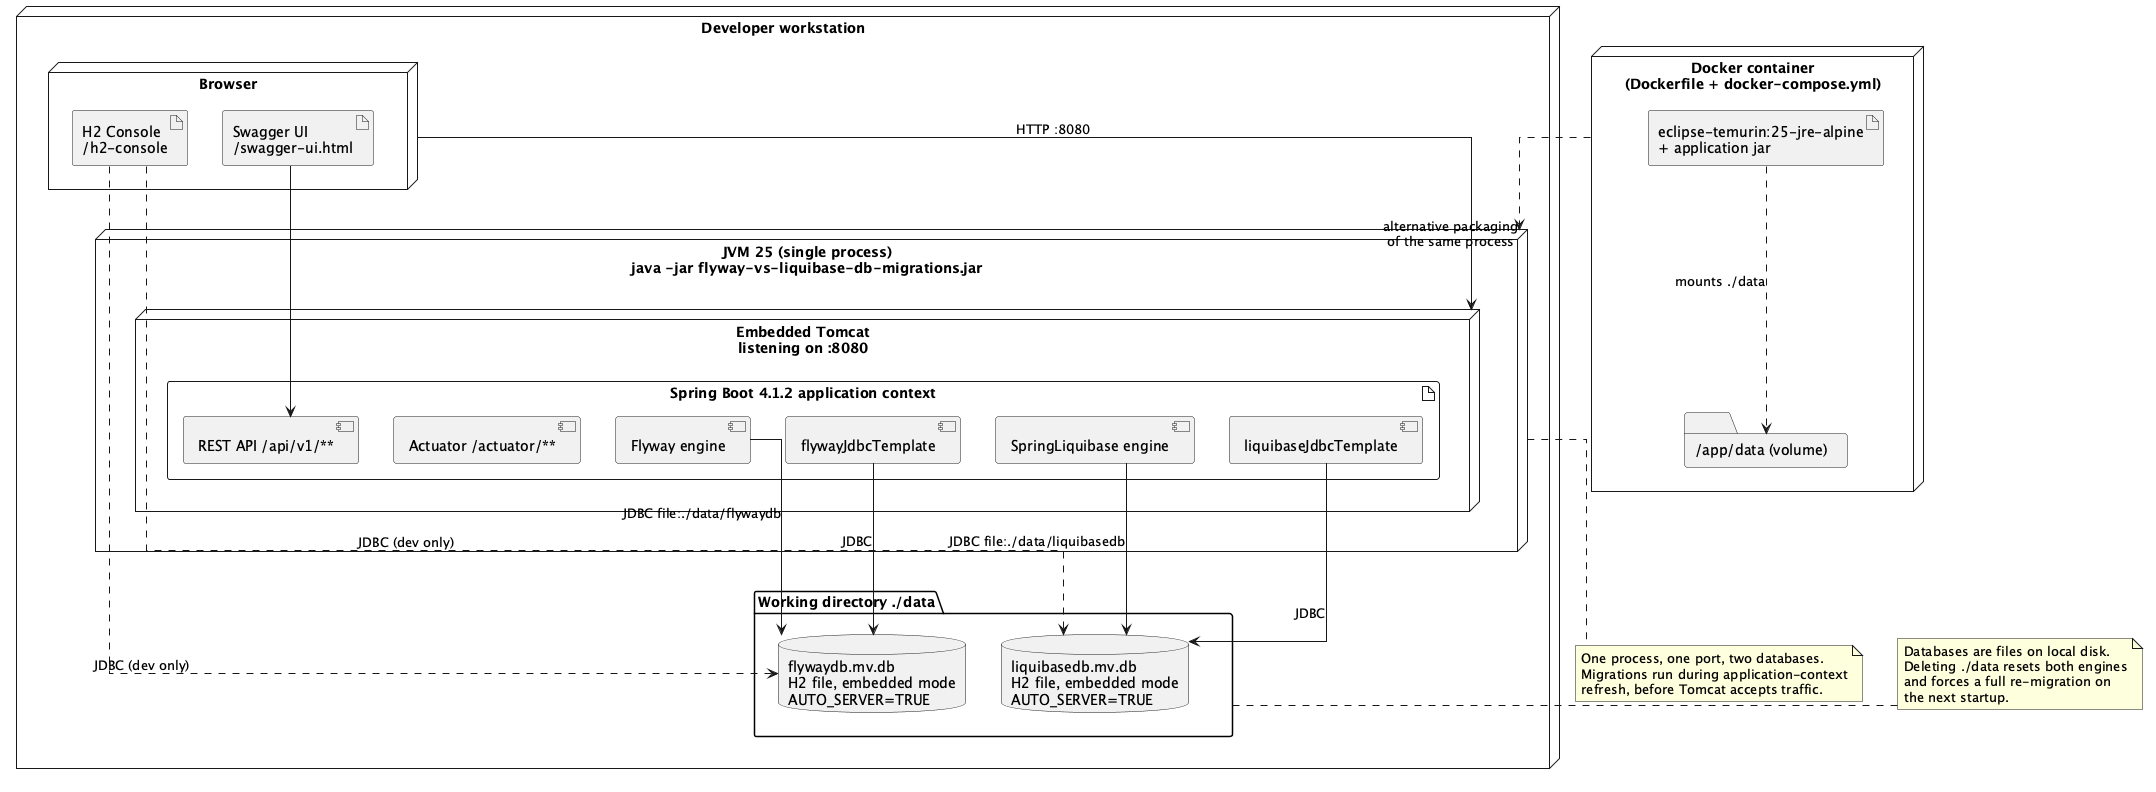 Developer workstation
Browser
H2 Console
/h2-console
Swagger UI
/swagger-ui.html
HTTP :8080
Docker container
(Dockerfile + docker-compose.yml)
eclipse-temurin:25-jre-alpine
+ application jar
mounts ./data
/app/data (volume)
alternative packaging
of the same process
JVM 25 (single process)
java -jar flyway-vs-liquibase-db-migrations.jar
Embedded Tomcat
listening on :8080
Spring Boot 4.1.2 application context
REST API /api/v1/**
Actuator /actuator/**
Flyway engine
flywayJdbcTemplate
SpringLiquibase engine
liquibaseJdbcTemplate
JDBC file:./data/flywaydb
JDBC (dev only)
JDBC
JDBC file:./data/liquibasedb
JDBC
JDBC (dev only)
Working directory ./data
flywaydb.mv.db
H2 file, embedded mode
AUTO_SERVER=TRUE
liquibasedb.mv.db
H2 file, embedded mode
AUTO_SERVER=TRUE
One process, one port, two databases.
Migrations run during application-context
refresh, before Tomcat accepts traffic.
Databases are files on local disk.
Deleting ./data resets both engines
and forces a full re-migration on
the next startup.